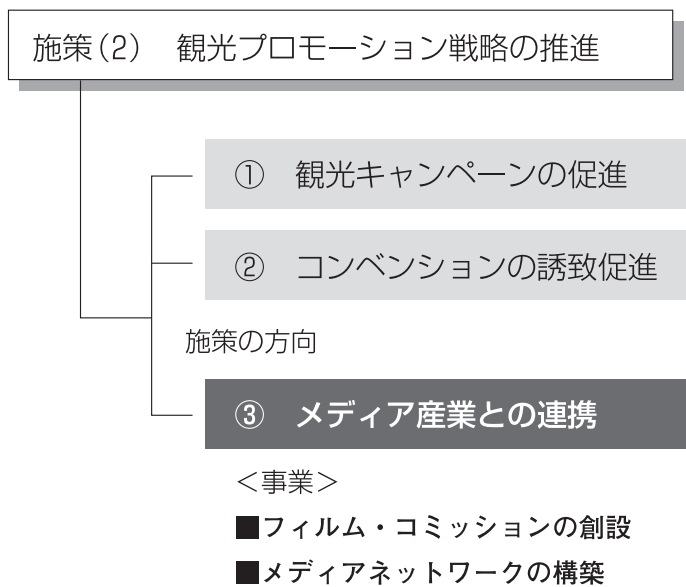 施策(2) 観光プロモーション戦略の推進
① 観光キャンペーンの促進
② コンベンションの誘致促進
施策の方向
③ メディア産業との連携
＜事業＞
■フィルム・コミッションの創設
■メディアネットワークの構築